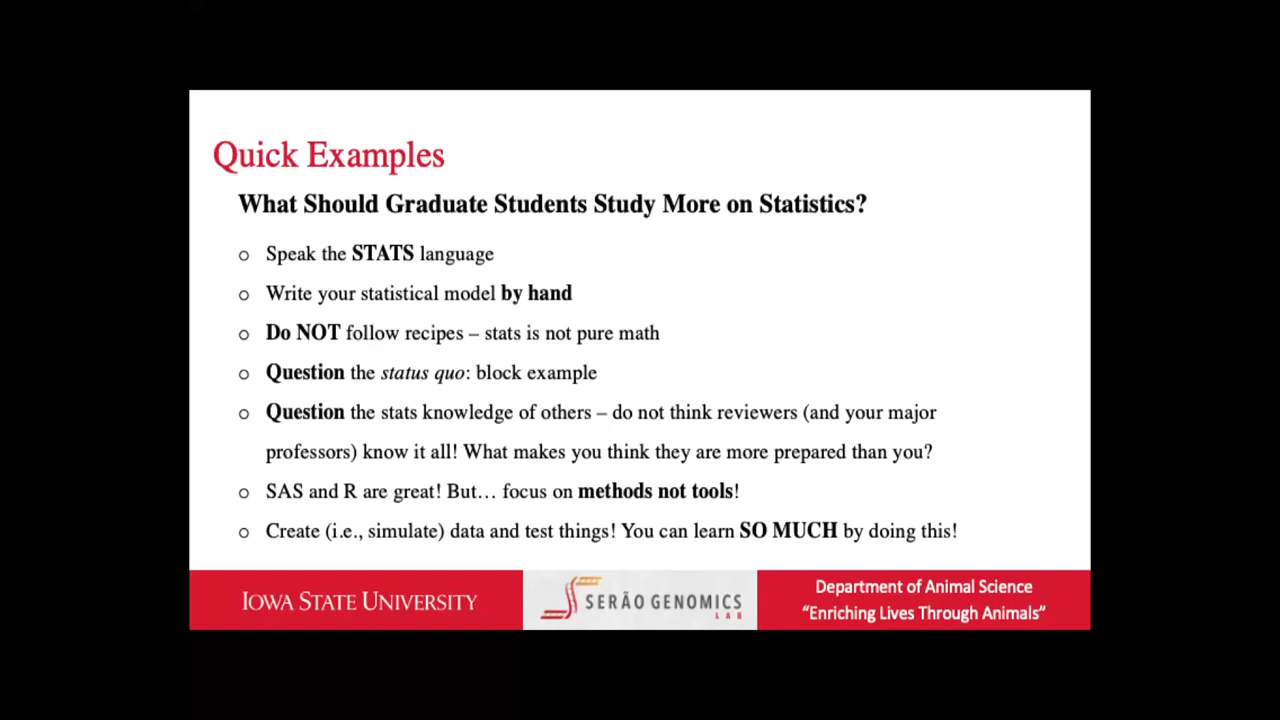 Quick Examples
What Should Graduate Students Study More on Statistics?
○ Speak the STATS language
○ Write your statistical model by hand
○ Do NOT follow recipes – stats is not pure math
○ Question the status quo: block example
○ Question the stats knowledge of others – do not think reviewers (and your major
professors) know it all! What makes you think they are more prepared than you?
○ SAS and R are great! But… focus on methods not tools!
○ Create (i.e., simulate) data and test things! You can learn SO MUCH by doing this!
IOWA STATE UNIVERSITY
SERÃO GENOMICS
LAB
Department of Animal Science
“Enriching Lives Through Animals”